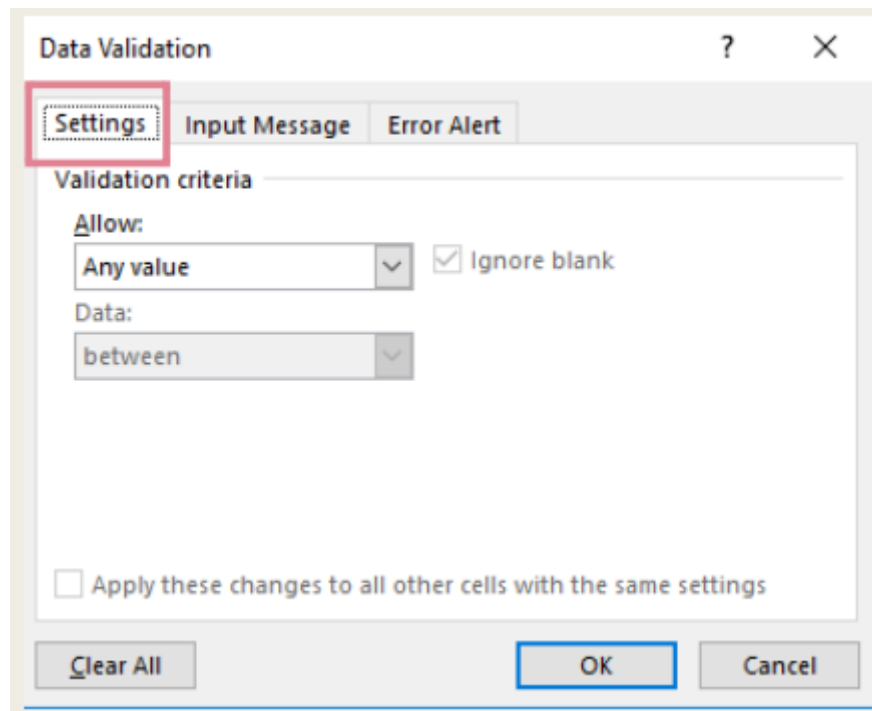 Data Validation ?
Settings Input Message Error Alert
Validation criteria
Allow:
Any value Ignore blank
Data:
between
Apply these changes to all other cells with the same settings
Clear All OK Cancel